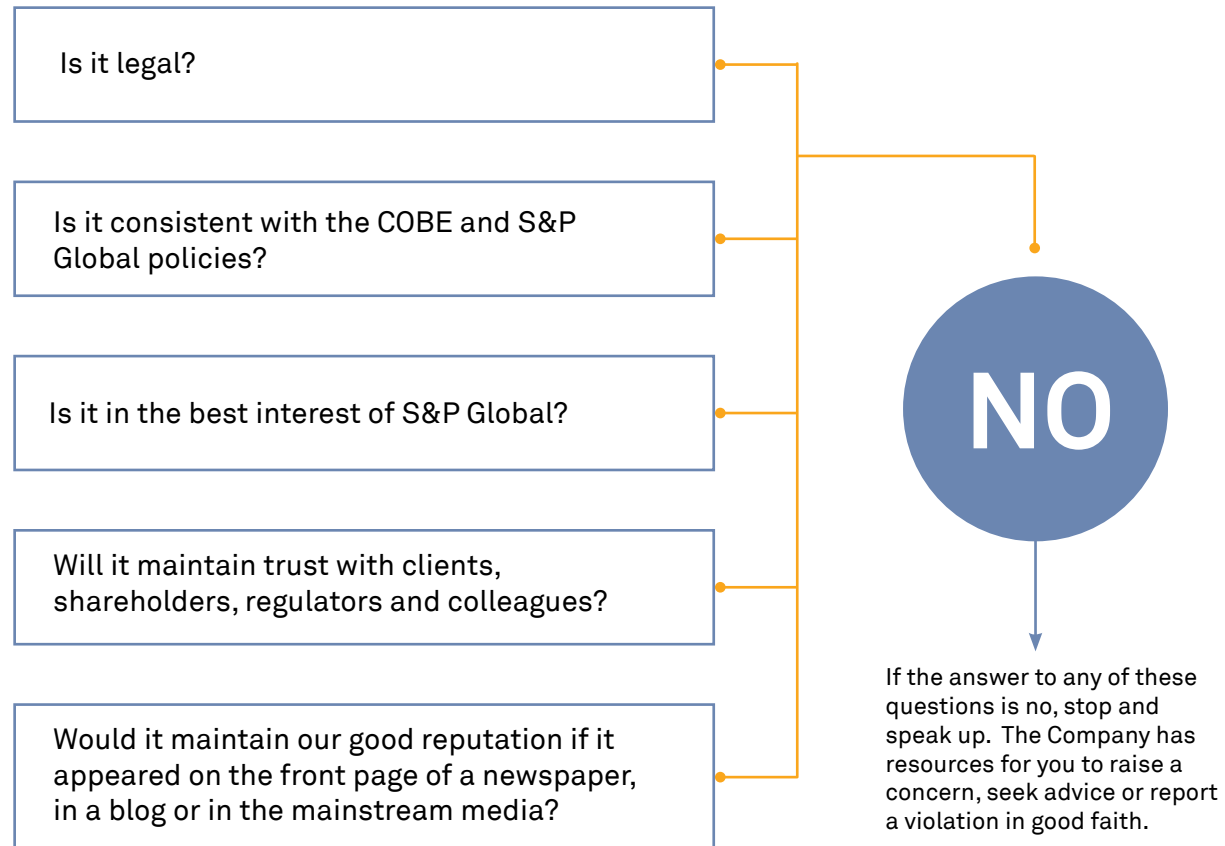 Is it legal?
Is it consistent with the COBE and S&P
Global policies?
Is it in the best interest of S&P Global?
Will it maintain trust with clients,
shareholders, regulators and colleagues?
Would it maintain our good reputation if it
appeared on the front page of a newspaper,
in a blog or in the mainstream media?
NO
If the answer to any of these
questions is no, stop and
speak up.  The Company has
resources for you to raise a
concern, seek advice or report
a violation in good faith.